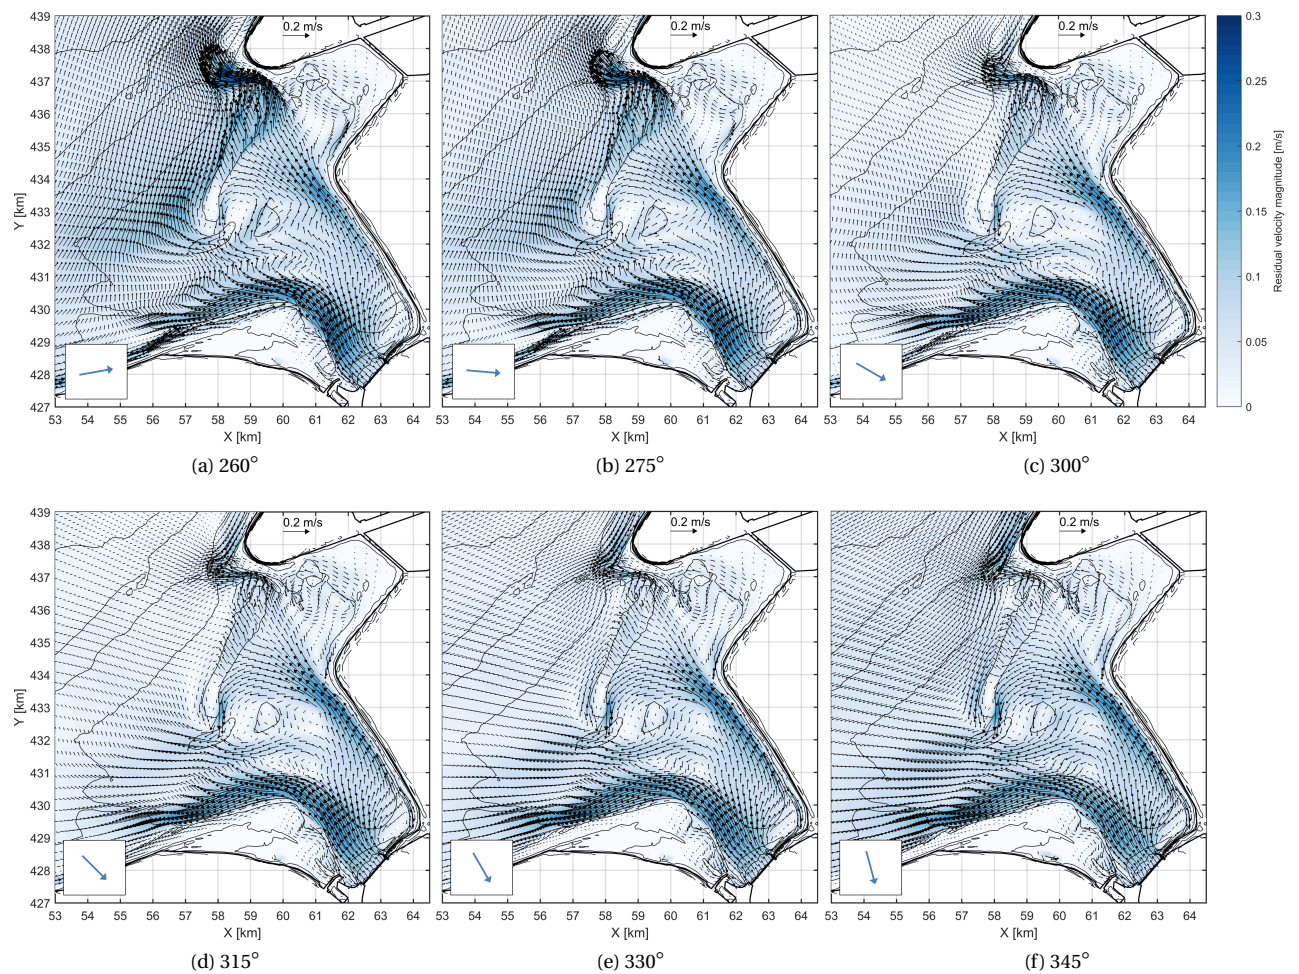 439
438
437
436
435
434
433
432
431
430
429
428
427
Y [km]
0.2 m/s
53 54 55 56 57 58 59 60 61 62 63 64
X [km]
(a) 260°
0.2 m/s
53 54 55 56 57 58 59 60 61 62 63 64
X [km]
(b) 275°
0.2 m/s
53 54 55 56 57 58 59 60 61 62 63 64
X [km]
(c) 300°
0.3
0.25
0.2
0.15
0.1
0.05
0
Residual velocity magnitude [m/s]
439
438
437
436
435
434
433
432
431
430
429
428
427
Y [km]
0.2 m/s
53 54 55 56 57 58 59 60 61 62 63 64
X [km]
(d) 315°
0.2 m/s
53 54 55 56 57 58 59 60 61 62 63 64
X [km]
(e) 330°
0.2 m/s
53 54 55 56 57 58 59 60 61 62 63 64
X [km]
(f) 345°